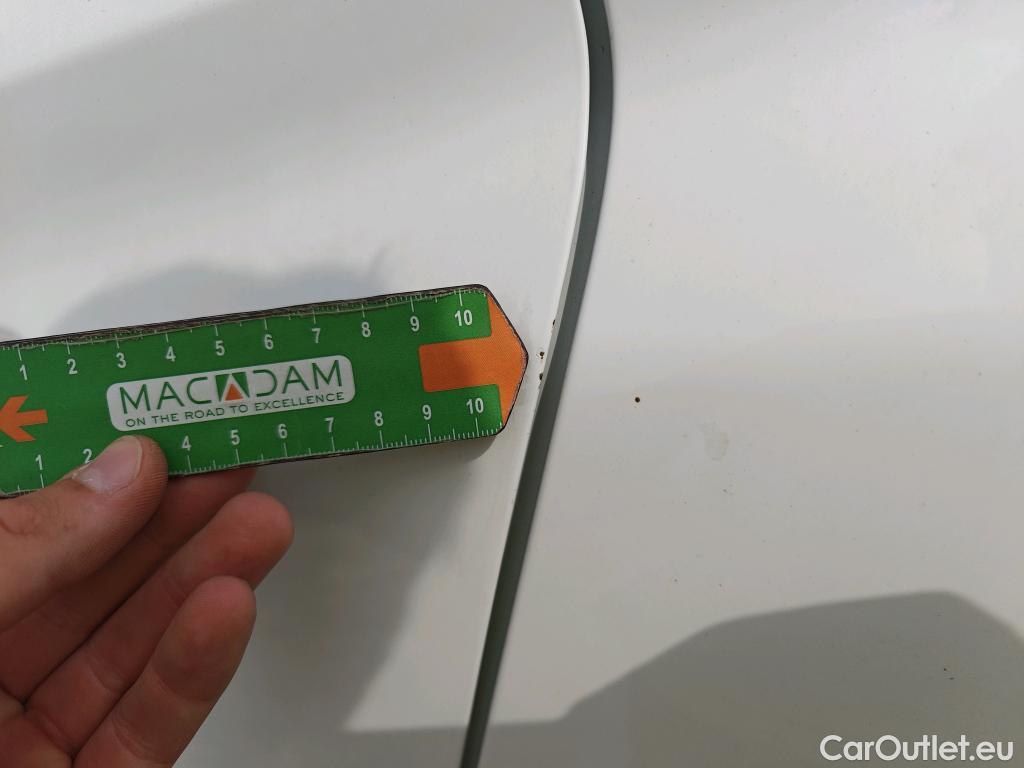 1 2 3 4 5 6 7 8 9 10
MACADAM
ON THE ROAD TO EXCELLENCE
1 2 4 5 6 7 8 9 10
CarOutlet.eu